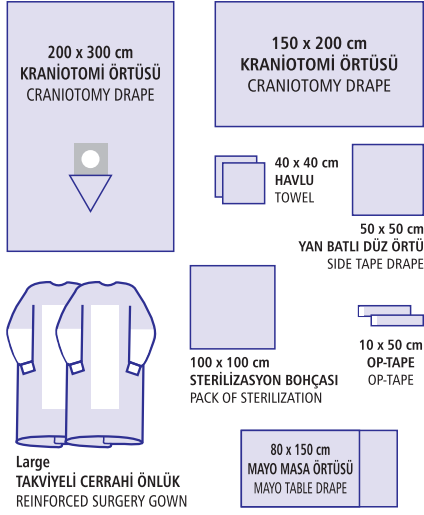 200 x 300 cm
KRANİOTOMİ ÖRTÜSÜ
CRANIOTOMY DRAPE
150 x 200 cm
KRANİOTOMİ ÖRTÜSÜ
CRANIOTOMY DRAPE
40 x 40 cm
HAVLU
TOWEL
50 x 50 cm
YAN BATLI DÜZ ÖRTÜ
SIDE TAPE DRAPE
100 x 100 cm
STERİLİZASYON BOHÇASI
PACK OF STERILIZATION
10 x 50 cm
OP-TAPE
OP-TAPE
Large
TAKVİYELİ CERRAHİ ÖNLÜK
REINFORCED SURGERY GOWN
80 x 150 cm
MAYO MASA ÖRTÜSÜ
MAYO TABLE DRAPE